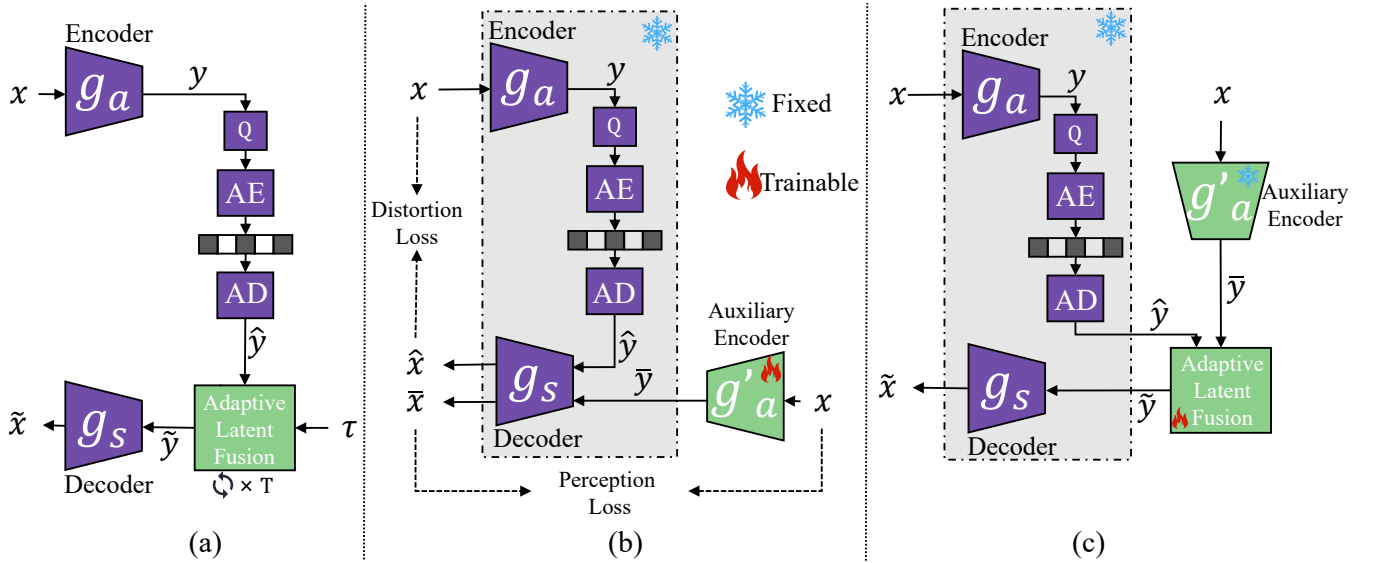 Encoder
x
g_a
y
Q
AE
AD
ŷ
Adaptive
Latent
Fusion
τ
ỹ
g_s
x̃
Decoder
× T
(a)
Encoder
x
g_a
y
Q
AE
AD
Fixed
Trainable
Distortion
Loss
ŷ
x̂
x̄
g_s
ȳ
Auxiliary
Encoder
g'_a
x
Decoder
Perception
Loss
(b)
Encoder
x
g_a
y
Q
AE
AD
x
g'_a
Auxiliary
Encoder
ȳ
ŷ
Adaptive
Latent
Fusion
ỹ
g_s
x̃
Decoder
(c)